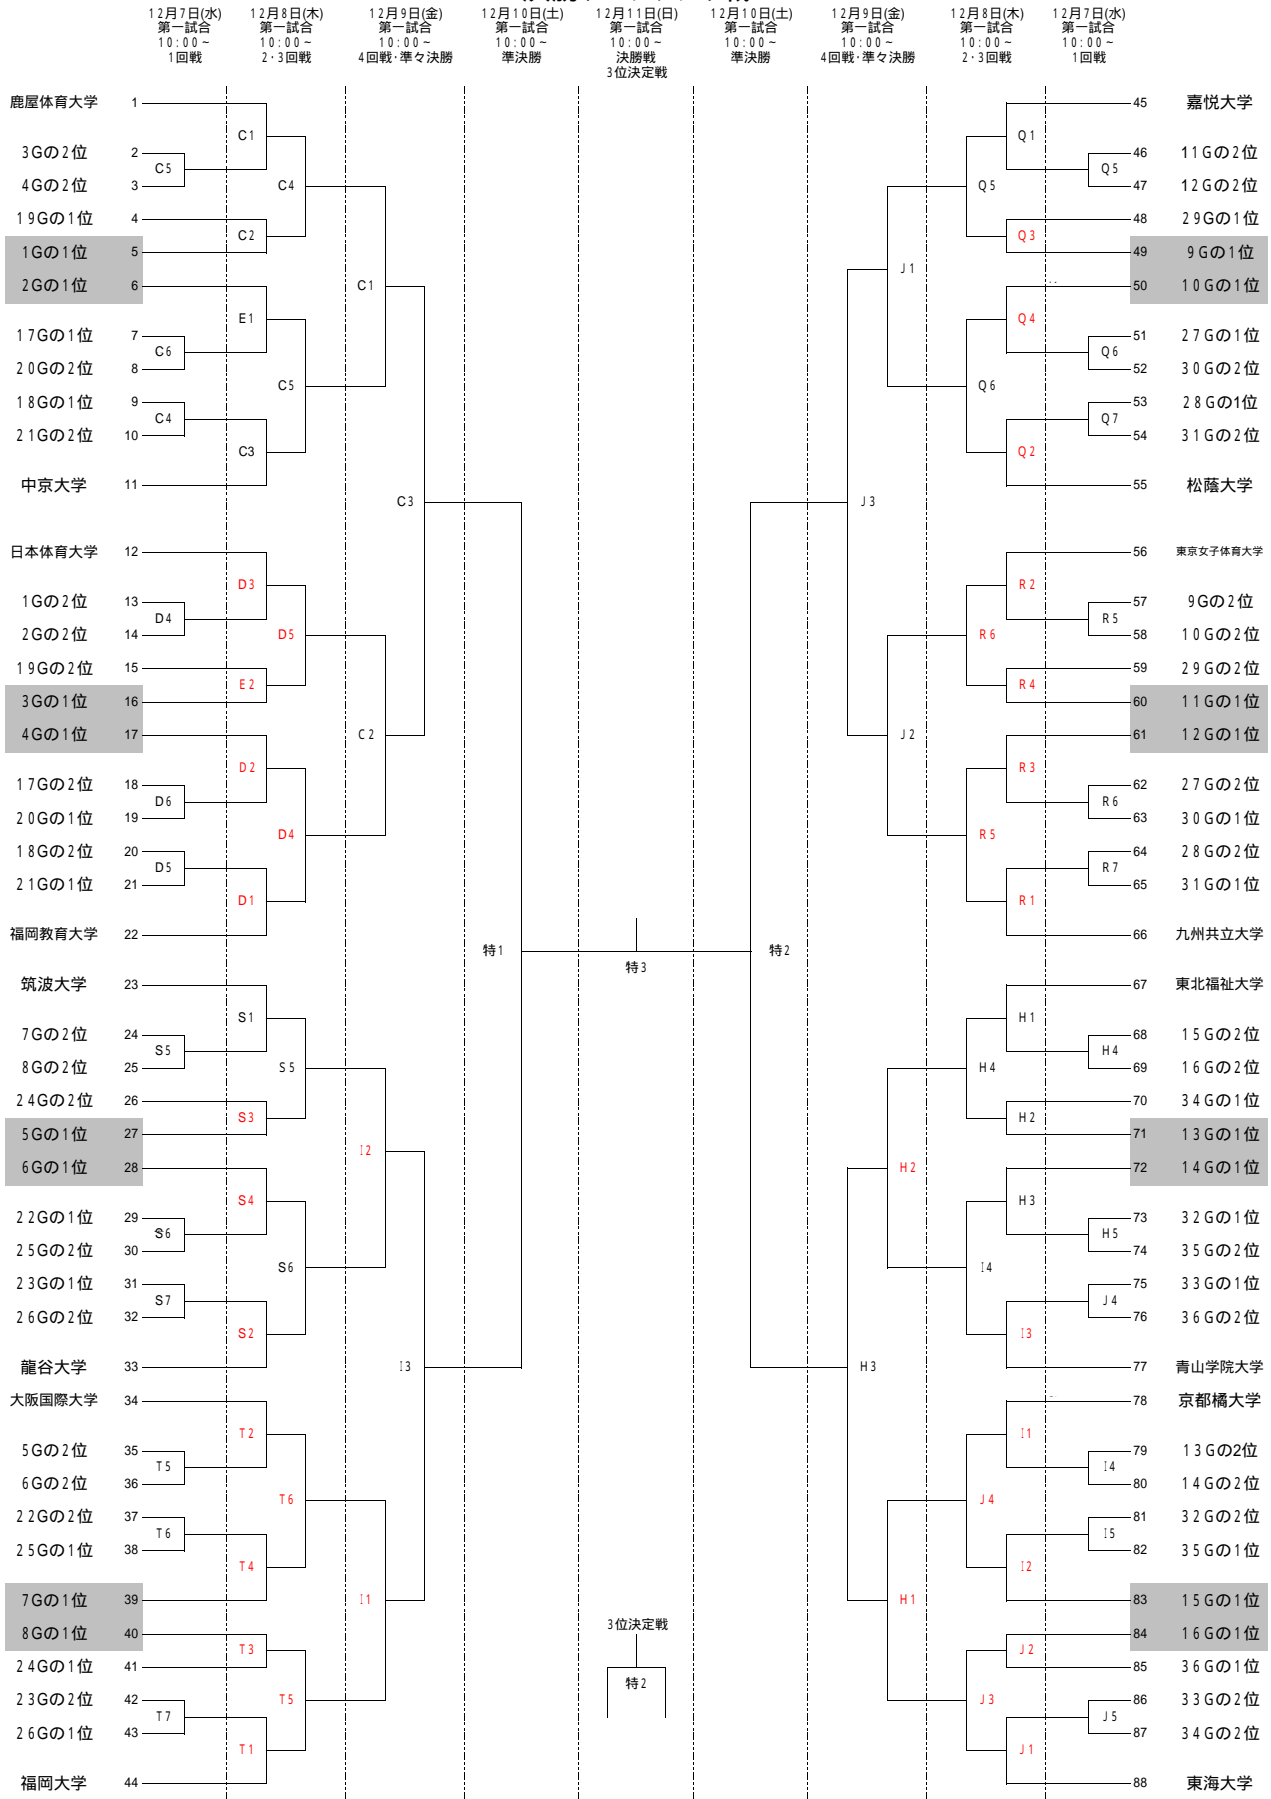 12月7日(水) 12月8日(木) 12月9日(金) 12月10日(土) 12月11日(日) 12月10日(土) 12月9日(金) 12月8日(木) 12月7日(水)
第一試合 第一試合 第一試合 第一試合 第一試合 第一試合 第一試合 第一試合 第一試合
10:00~ 10:00~ 10:00~ 10:00~ 10:00~ 10:00~ 10:00~ 10:00~ 10:00~
1回戦 2・3回戦 4回戦・準々決勝 準決勝 決勝戦 準決勝 4回戦・準々決勝 2・3回戦 1回戦
3位決定戦
鹿屋体育大学 1 45 嘉悦大学
C1 Q1
3Gの2位 2 46 11Gの2位
C5 Q5
4Gの2位 3 C4 Q5 47 12Gの2位
19Gの1位 4 48 29Gの1位
C2 Q3
1Gの1位 5 49 9Gの1位
J1
2Gの1位 6 C1 50 10Gの1位
E1 Q4
17Gの1位 7 51 27Gの1位
C6 Q6
20Gの2位 8 52 30Gの2位
C5 Q6
18Gの1位 9 53 28Gの1位
C4 Q7
21Gの2位 10 54 31Gの2位
C3 Q2
中京大学 11 55 松蔭大学
C3 J3
日本体育大学 12 56 東京女子体育大学
D3 R2
1Gの2位 13 57 9Gの2位
D4 R5
2Gの2位 14 D5 R6 58 10Gの2位
19Gの2位 15 59 29Gの2位
E2 R4
3Gの1位 16 60 11Gの1位
4Gの1位 17 C2 J2 61 12Gの1位
D2 R3
17Gの2位 18 62 27Gの2位
D6 R6
20Gの1位 19 63 30Gの1位
D4 R5
18Gの2位 20 64 28Gの2位
D5 R7
21Gの1位 21 65 31Gの1位
D1 R1
福岡教育大学 22 66 九州共立大学
特1 特2
特3
筑波大学 23 67 東北福祉大学
S1 H1
7Gの2位 24 68 15Gの2位
S5 H4
8Gの2位 25 S5 H4 69 16Gの2位
24Gの2位 26 70 34Gの1位
S3 H2
5Gの1位 27 71 13Gの1位
I2
6Gの1位 28 H2 72 14Gの1位
S4 H3
22Gの1位 29 73 32Gの1位
S6 H5
25Gの2位 30 74 35Gの2位
S6 I4
23Gの1位 31 75 33Gの1位
S7 J4
26Gの2位 32 76 36Gの2位
S2 I3
龍谷大学 33 I3 H3 77 青山学院大学
大阪国際大学 34 78 京都橘大学
T2 I1
5Gの2位 35 79 13Gの2位
T5 I4
6Gの2位 36 80 14Gの2位
T6 J4
22Gの2位 37 81 32Gの2位
T6 I5
25Gの1位 38 82 35Gの1位
T4 I2
7Gの1位 39 I1 H1 83 15Gの1位
3位決定戦
8Gの1位 40 84 16Gの1位
T3 J2
24Gの1位 41 85 36Gの1位
特2
23Gの2位 42 T5 J3 86 33Gの2位
T7 J5
26Gの1位 43 87 34Gの2位
T1 J1
福岡大学 44 88 東海大学